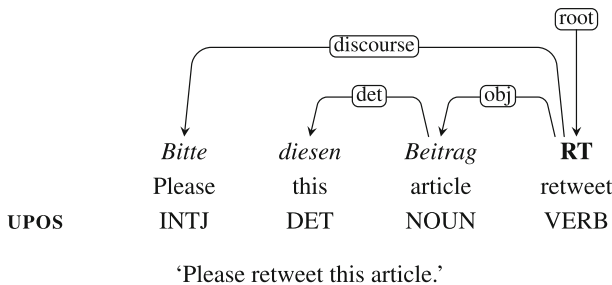 root
discourse
det obj
Bitte diesen Beitrag RT
Please this article retweet
UPOS INTJ DET NOUN VERB
‘Please retweet this article.’